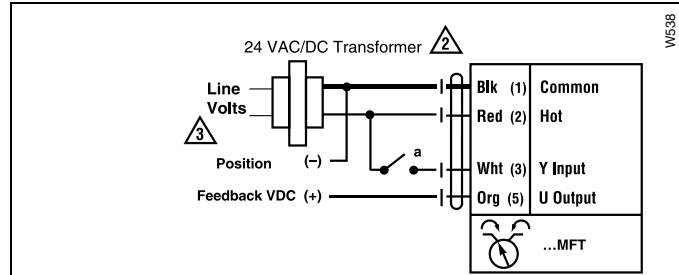 W538
24 VAC/DC Transformer 2
Line
Volts
3
Blk (1) Common
Red (2) Hot
a
Position (–)
Wht (3) Y Input
Feedback VDC (+)
Org (5) U Output
...MFT